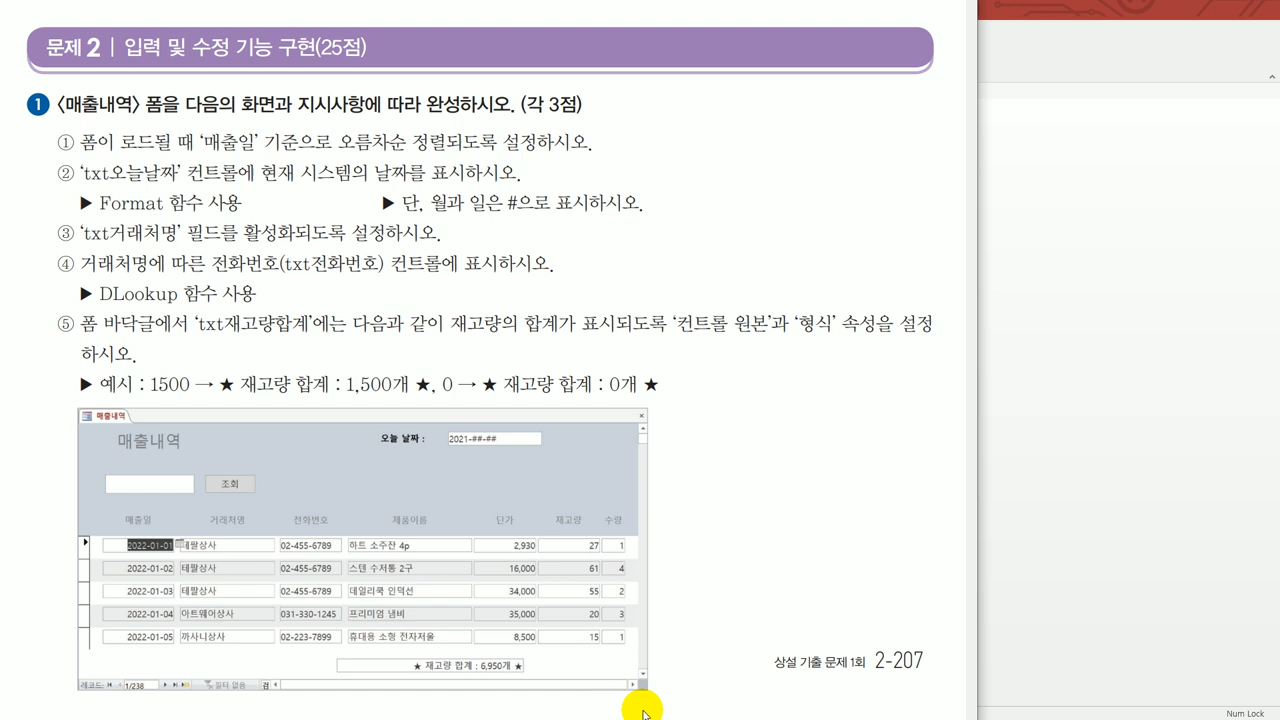 문제 2 | 입력 및 수정 기능 구현(25점)
1 〈매출내역〉 폼을 다음의 화면과 지시사항에 따라 완성하시오. (각 3점)
① 폼이 로드될 때 ‘매출일’ 기준으로 오름차순 정렬되도록 설정하시오.
② ‘txt오늘날짜’ 컨트롤에 현재 시스템의 날짜를 표시하시오.
▶ Format 함수 사용 ▶ 단, 월과 일은 #으로 표시하시오.
③ ‘txt거래처명’ 필드를 활성화되도록 설정하시오.
④ 거래처명에 따른 전화번호(txt전화번호) 컨트롤에 표시하시오.
▶ DLookup 함수 사용
⑤ 폼 바닥글에서 ‘txt재고량합계’에는 다음과 같이 재고량의 합계가 표시되도록 ‘컨트롤 원본’과 ‘형식’ 속성을 설정
하시오.
▶ 예시 : 1500 → ★ 재고량 합계 : 1,500개 ★, 0 → ★ 재고량 합계 : 0개 ★
매출내역
매출내역 오늘 날짜 : 2021-##-##
조회
매출일 거래처명 전화번호 제품이름 단가 재고량 수량
2022-01-01 테팔상사 02-455-6789 하트 소주잔 4p 2,930 27 1
2022-01-02 테팔상사 02-455-6789 스텐 수저통 2구 16,000 61 4
2022-01-03 테팔상사 02-455-6789 데일리쿡 인덕션 34,000 55 2
2022-01-04 아트웨어상사 031-330-1245 프리미엄 냄비 35,000 20 3
2022-01-05 까사니상사 02-223-7899 휴대용 소형 전자저울 8,500 15 1
★ 재고량 합계 : 6,950개 ★
레코드: 1/238 필터 없음 검
상설 기출 문제 1회 2-207
Num Lock